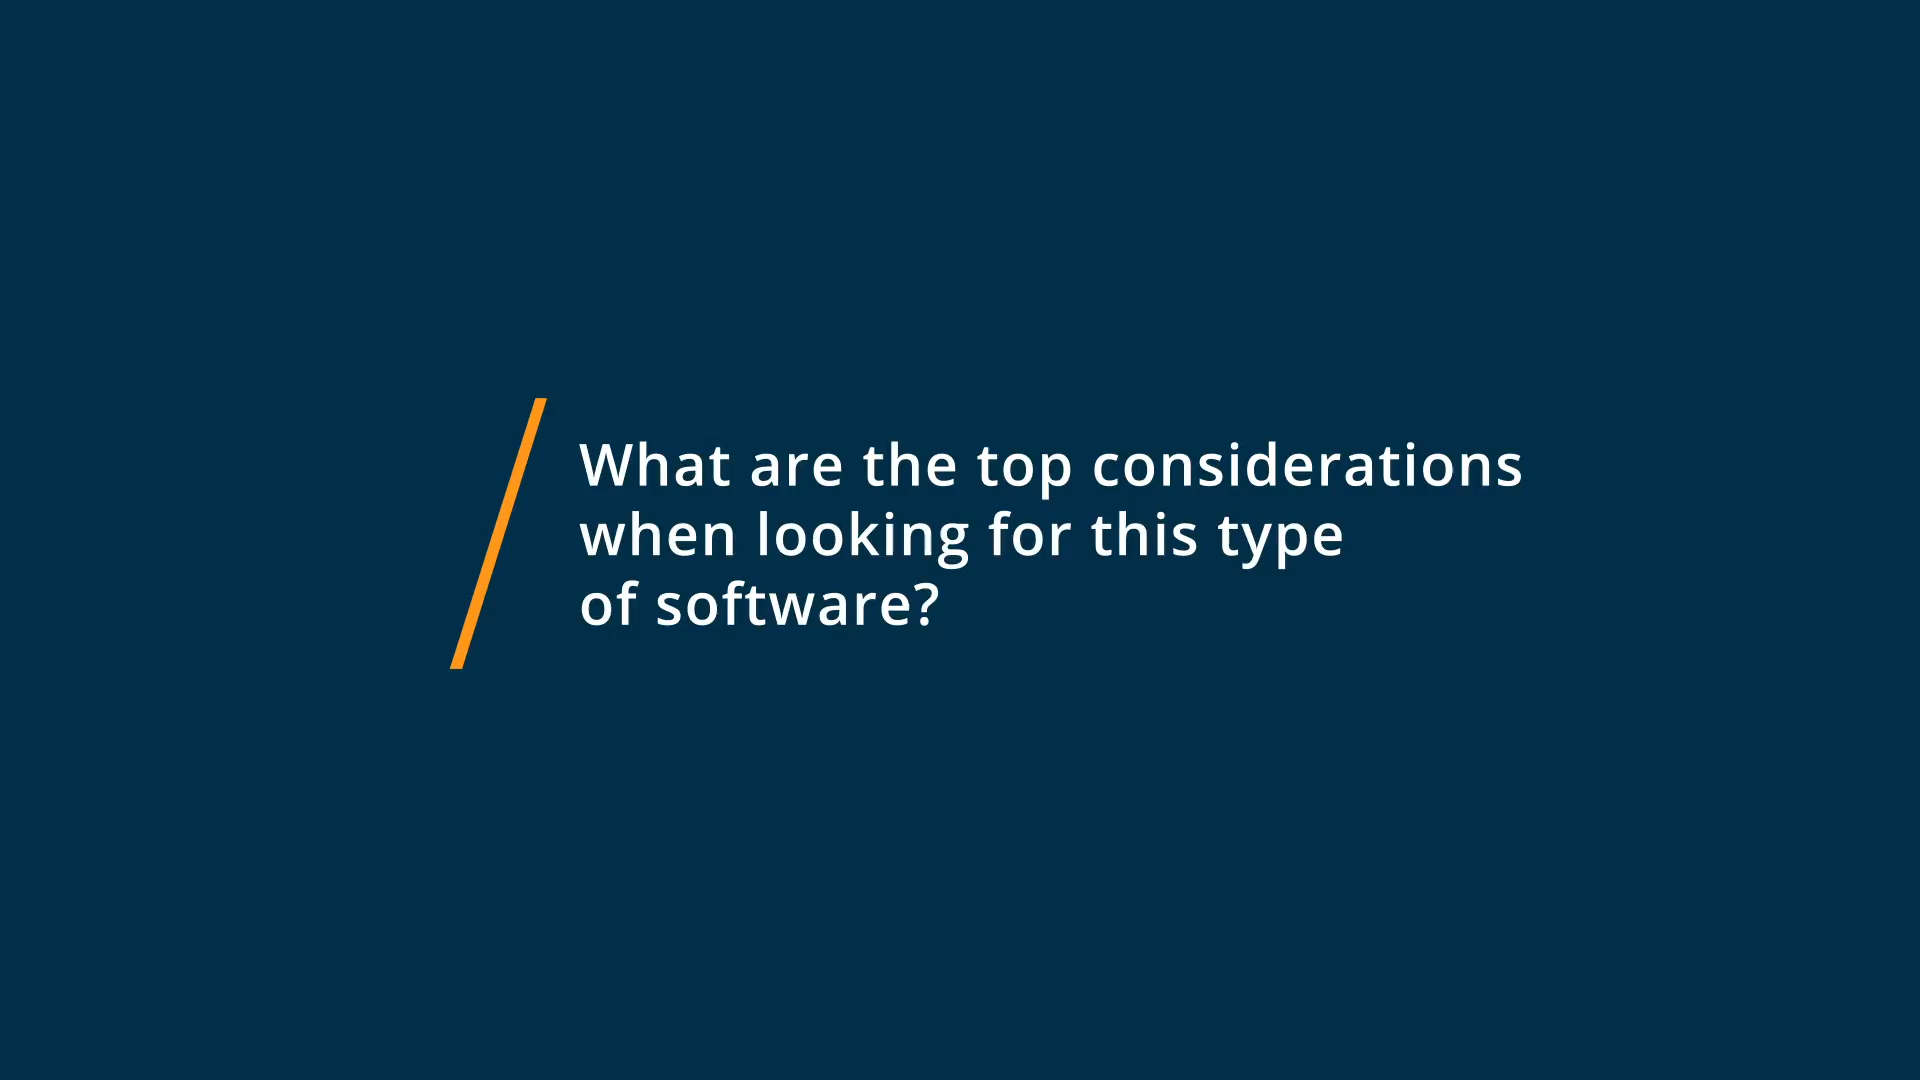 What are the top considerations
when looking for this type
of software?